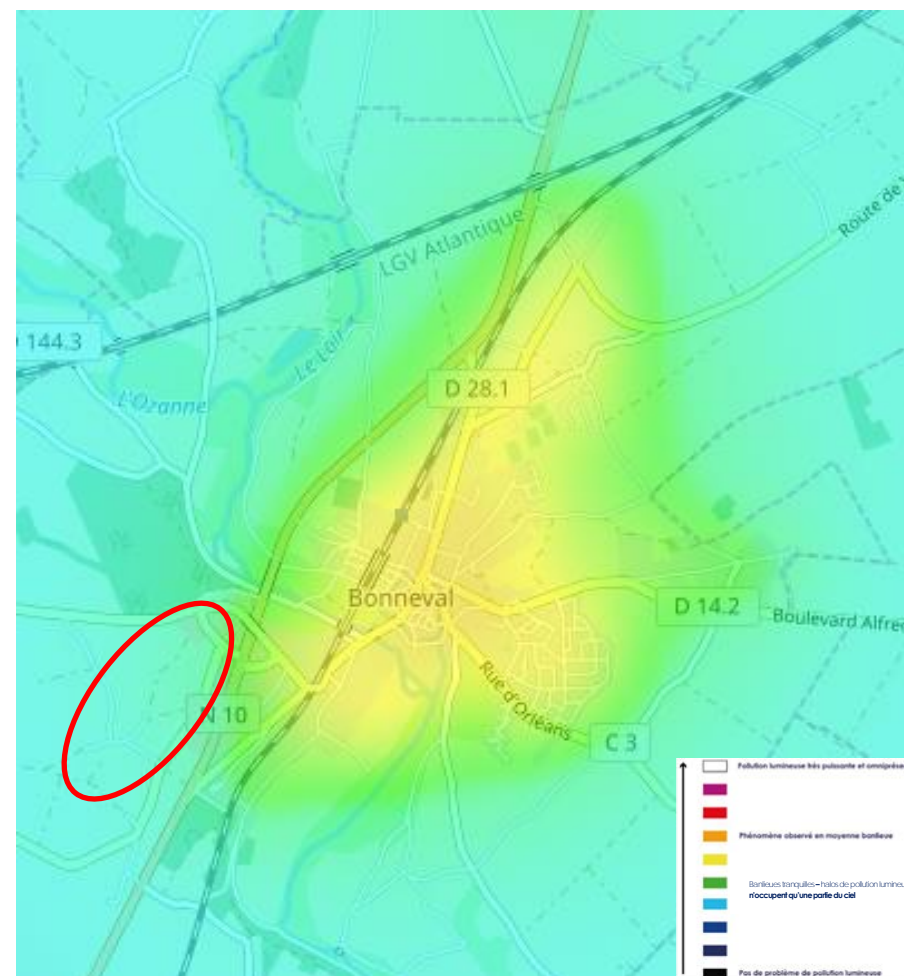 LGV Atlantique
Route de
144.3
Le Loir
D 28.1
L'Ozanne
Bonneval
D 14.2
Boulevard Alfre
Rue d'Orléans
N 10
C 3
Pollution lumineuse très puissante et omniprése
Phénomène observé en moyenne banlieue
Banlieues tranquilles – halos de pollution lumineu
n'occupent qu'une partie du ciel
Pas de problème de pollution lumineuse